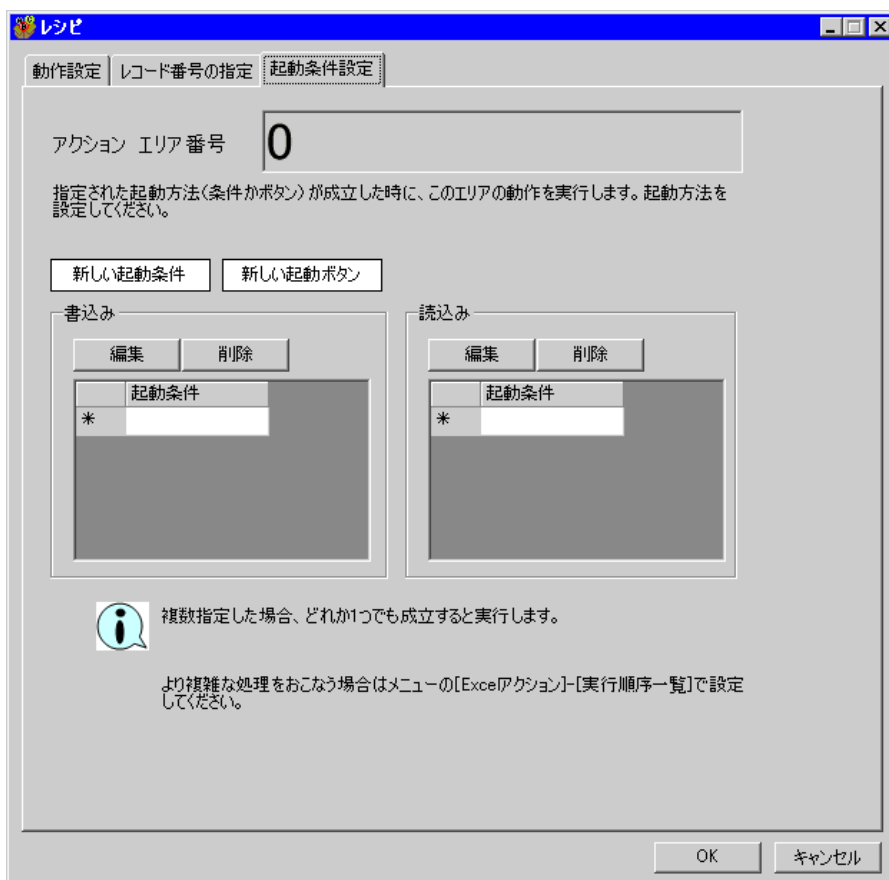 レシピ
動作設定 レコード番号の指定 起動条件設定
アクション エリア番号 0
指定された起動方法(条件かボタン)が成立した時に、このエリアの動作を実行します。起動方法を
設定してください。
新しい起動条件 新しい起動ボタン
書込み 読込み
編集 削除 編集 削除
起動条件 起動条件
* *
複数指定した場合、どれか1つでも成立すると実行します。
より複雑な処理をおこなう場合はメニューの[Excelアクション]-[実行順序一覧]で設定
してください。
OK キャンセル